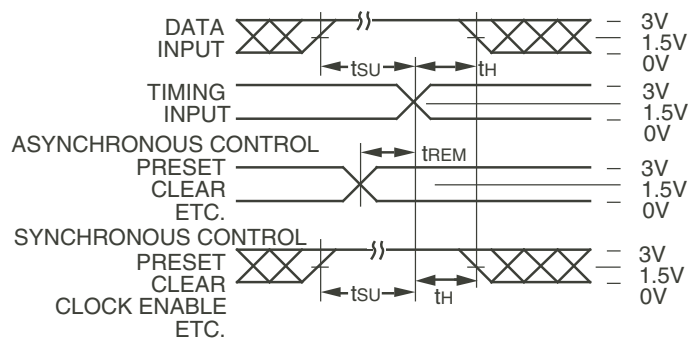 DATA
INPUT
3V
1.5V
0V
tSU
tH
TIMING
INPUT
3V
1.5V
0V
ASYNCHRONOUS CONTROL
PRESET
CLEAR
ETC.
tREM
3V
1.5V
0V
SYNCHRONOUS CONTROL
PRESET
CLEAR
CLOCK ENABLE
ETC.
tSU
tH
3V
1.5V
0V